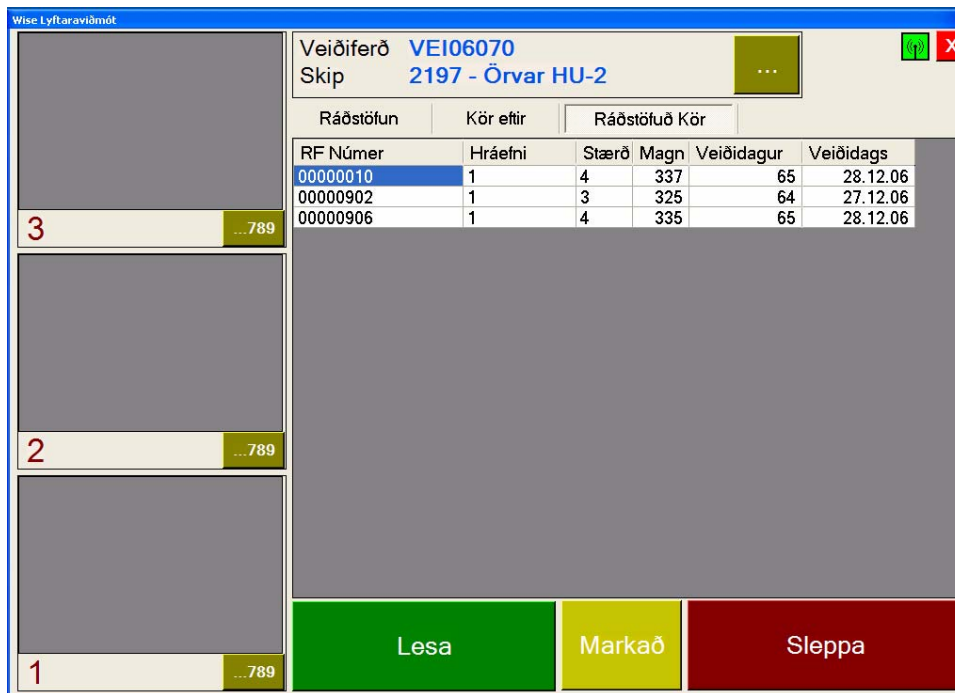 Wise Lyftaraviðmót
3 ...789
2 ...789
1 ...789
Veiðiferð VEI06070 ...
Skip 2197 - Örvar HU-2
X
Ráðstöfun Kör eftir Ráðstöfuð Kör
RF Númer Hráefni Stærð Magn Veiðidagur Veiðidags
00000010 1 4 337 65 28.12.06
00000902 1 3 325 64 27.12.06
00000906 1 4 335 65 28.12.06
Lesa Markað Sleppa